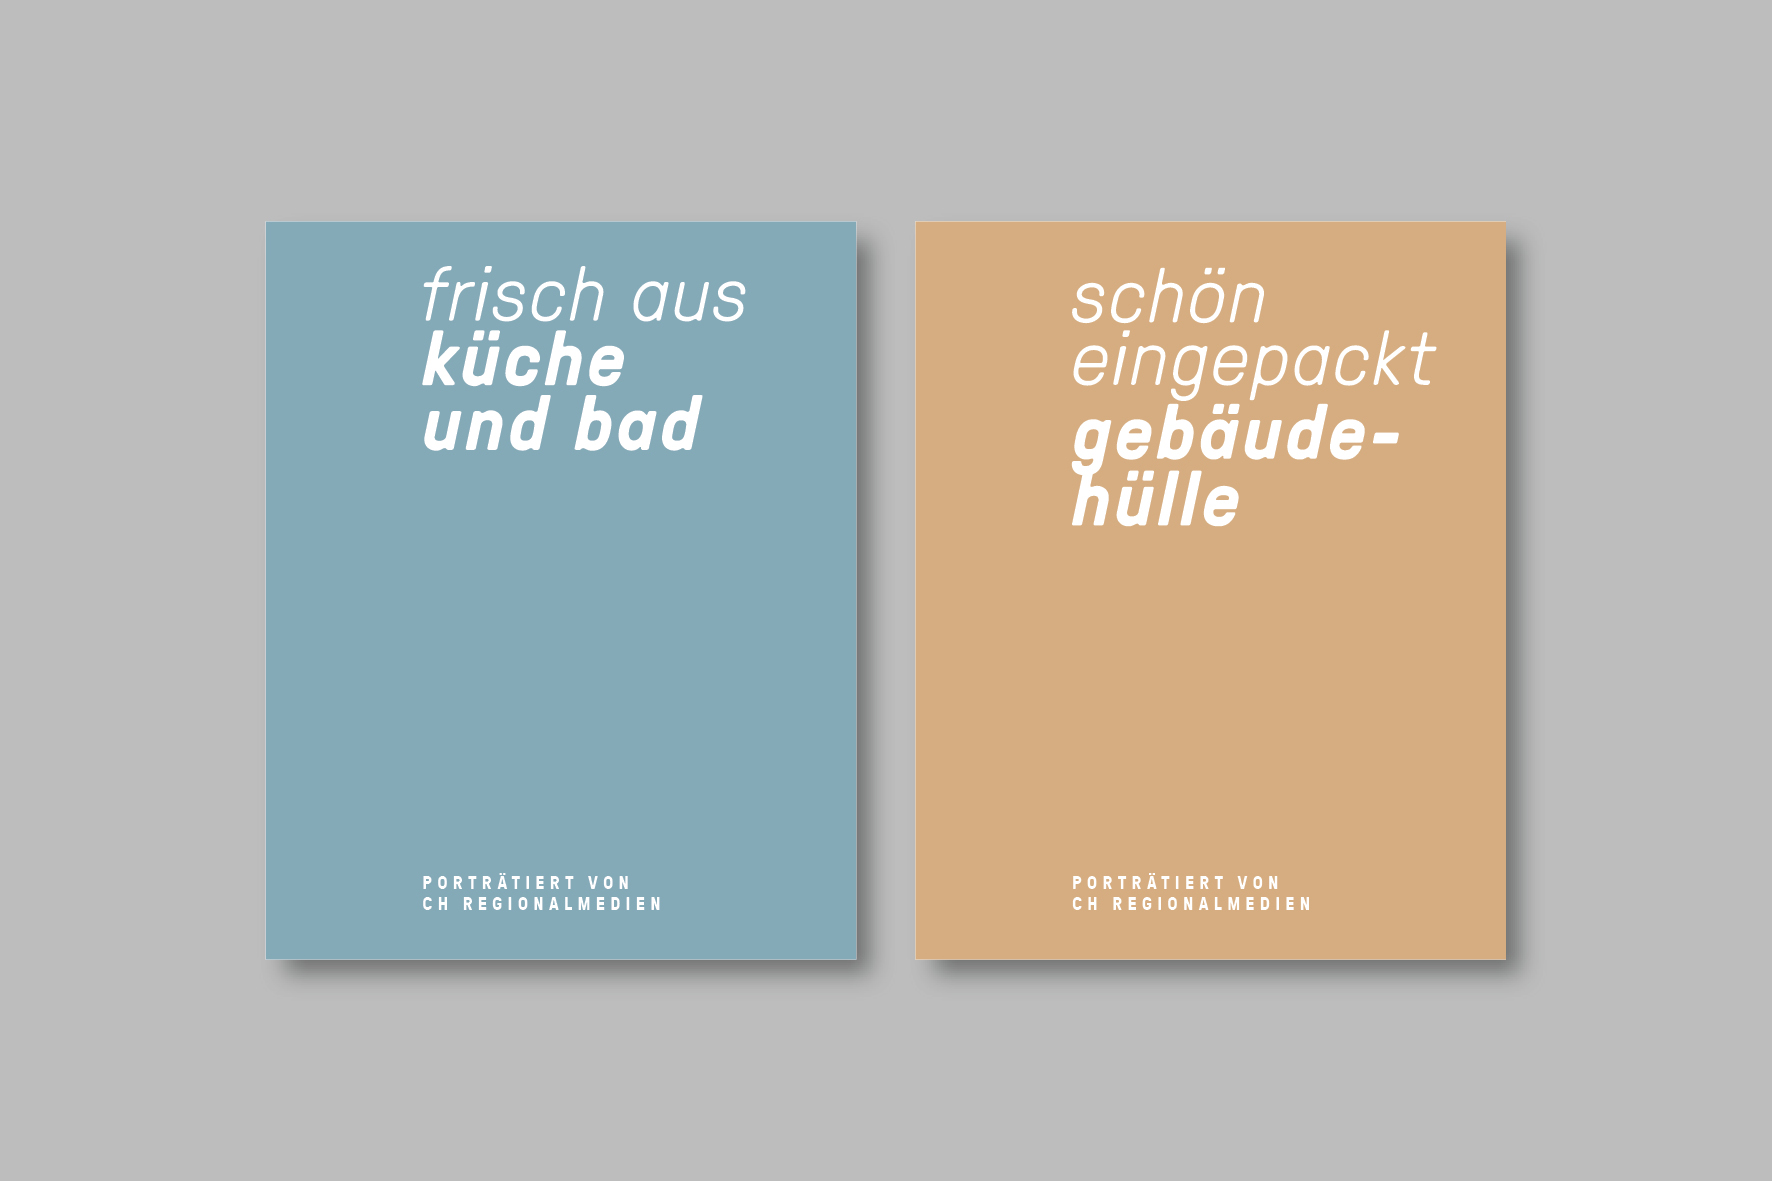 frisch aus
küche
und bad
PORTRÄTIERT VON
CH REGIONALMEDIEN
schön
eingepackt
gebäude-
hülle
PORTRÄTIERT VON
CH REGIONALMEDIEN